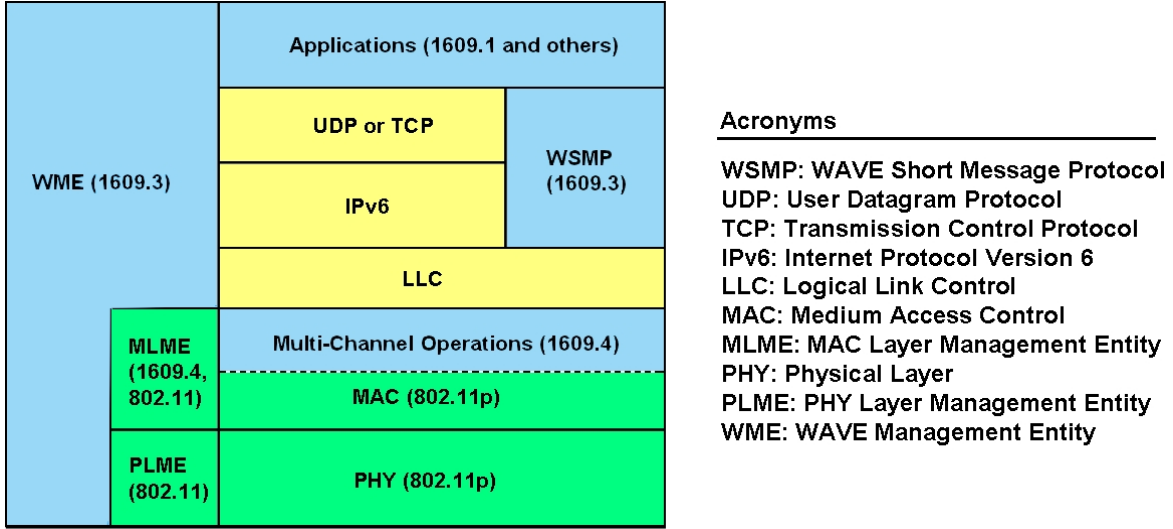 Applications (1609.1 and others)
UDP or TCP
WSMP
(1609.3)
WME (1609.3)
IPv6
LLC
MLME
(1609.4,
802.11)
Multi-Channel Operations (1609.4)
MAC (802.11p)
PLME
(802.11)
PHY (802.11p)
Acronyms
WSMP: WAVE Short Message Protocol
UDP: User Datagram Protocol
TCP: Transmission Control Protocol
IPv6: Internet Protocol Version 6
LLC: Logical Link Control
MAC: Medium Access Control
MLME: MAC Layer Management Entity
PHY: Physical Layer
PLME: PHY Layer Management Entity
WME: WAVE Management Entity